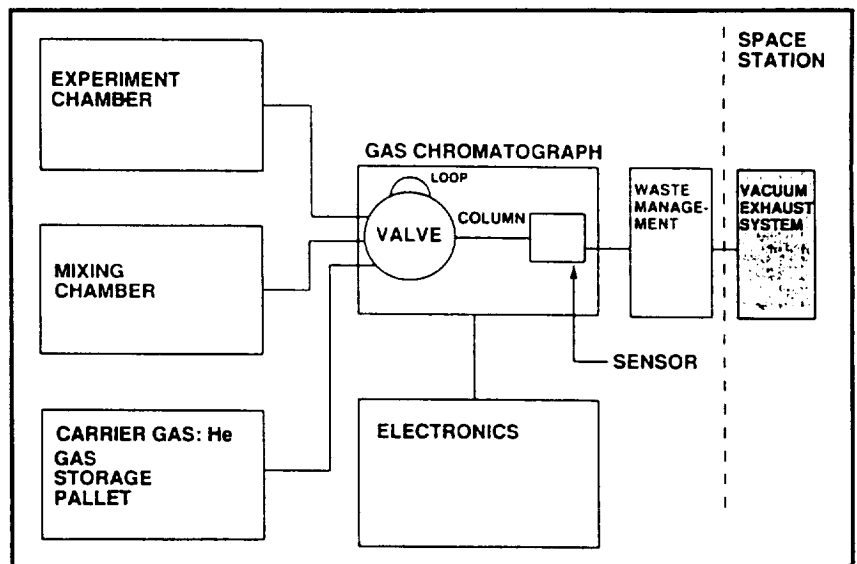 EXPERIMENT
CHAMBER
MIXING
CHAMBER
CARRIER GAS: He
GAS
STORAGE
PALLET
GAS CHROMATOGRAPH
LOOP
VALVE
COLUMN
SENSOR
ELECTRONICS
WASTE
MANAGE-
MENT
SPACE
STATION
VACUUM
EXHAUST
SYSTEM